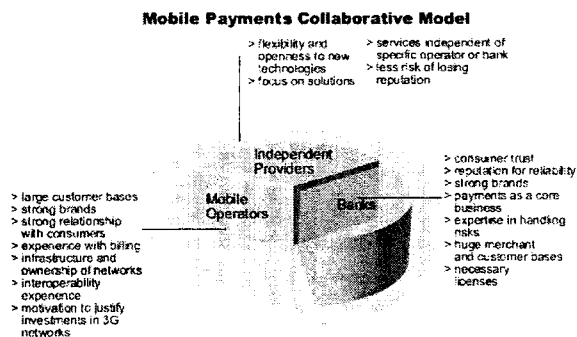 Mobile Payments Collaborative Model
> flexibility and
openness to new
technologies
> focus on solutions
> services independent of
specific operator or bank
> less risk of losing
reputation
Independent
Providers
Mobile
Operators
Banks
> large customer bases
> strong brands
> strong relationship
with consumers
> experience with billing
> infrastructure and
ownership of networks
> interoperability
experience
> motivation to justify
investments in 3G
networks
> consumer trust
> reputation for reliability
> strong brands
> payments as a core
business
> expertise in handling
risks
> huge merchant
and customer bases
> necessary
licenses